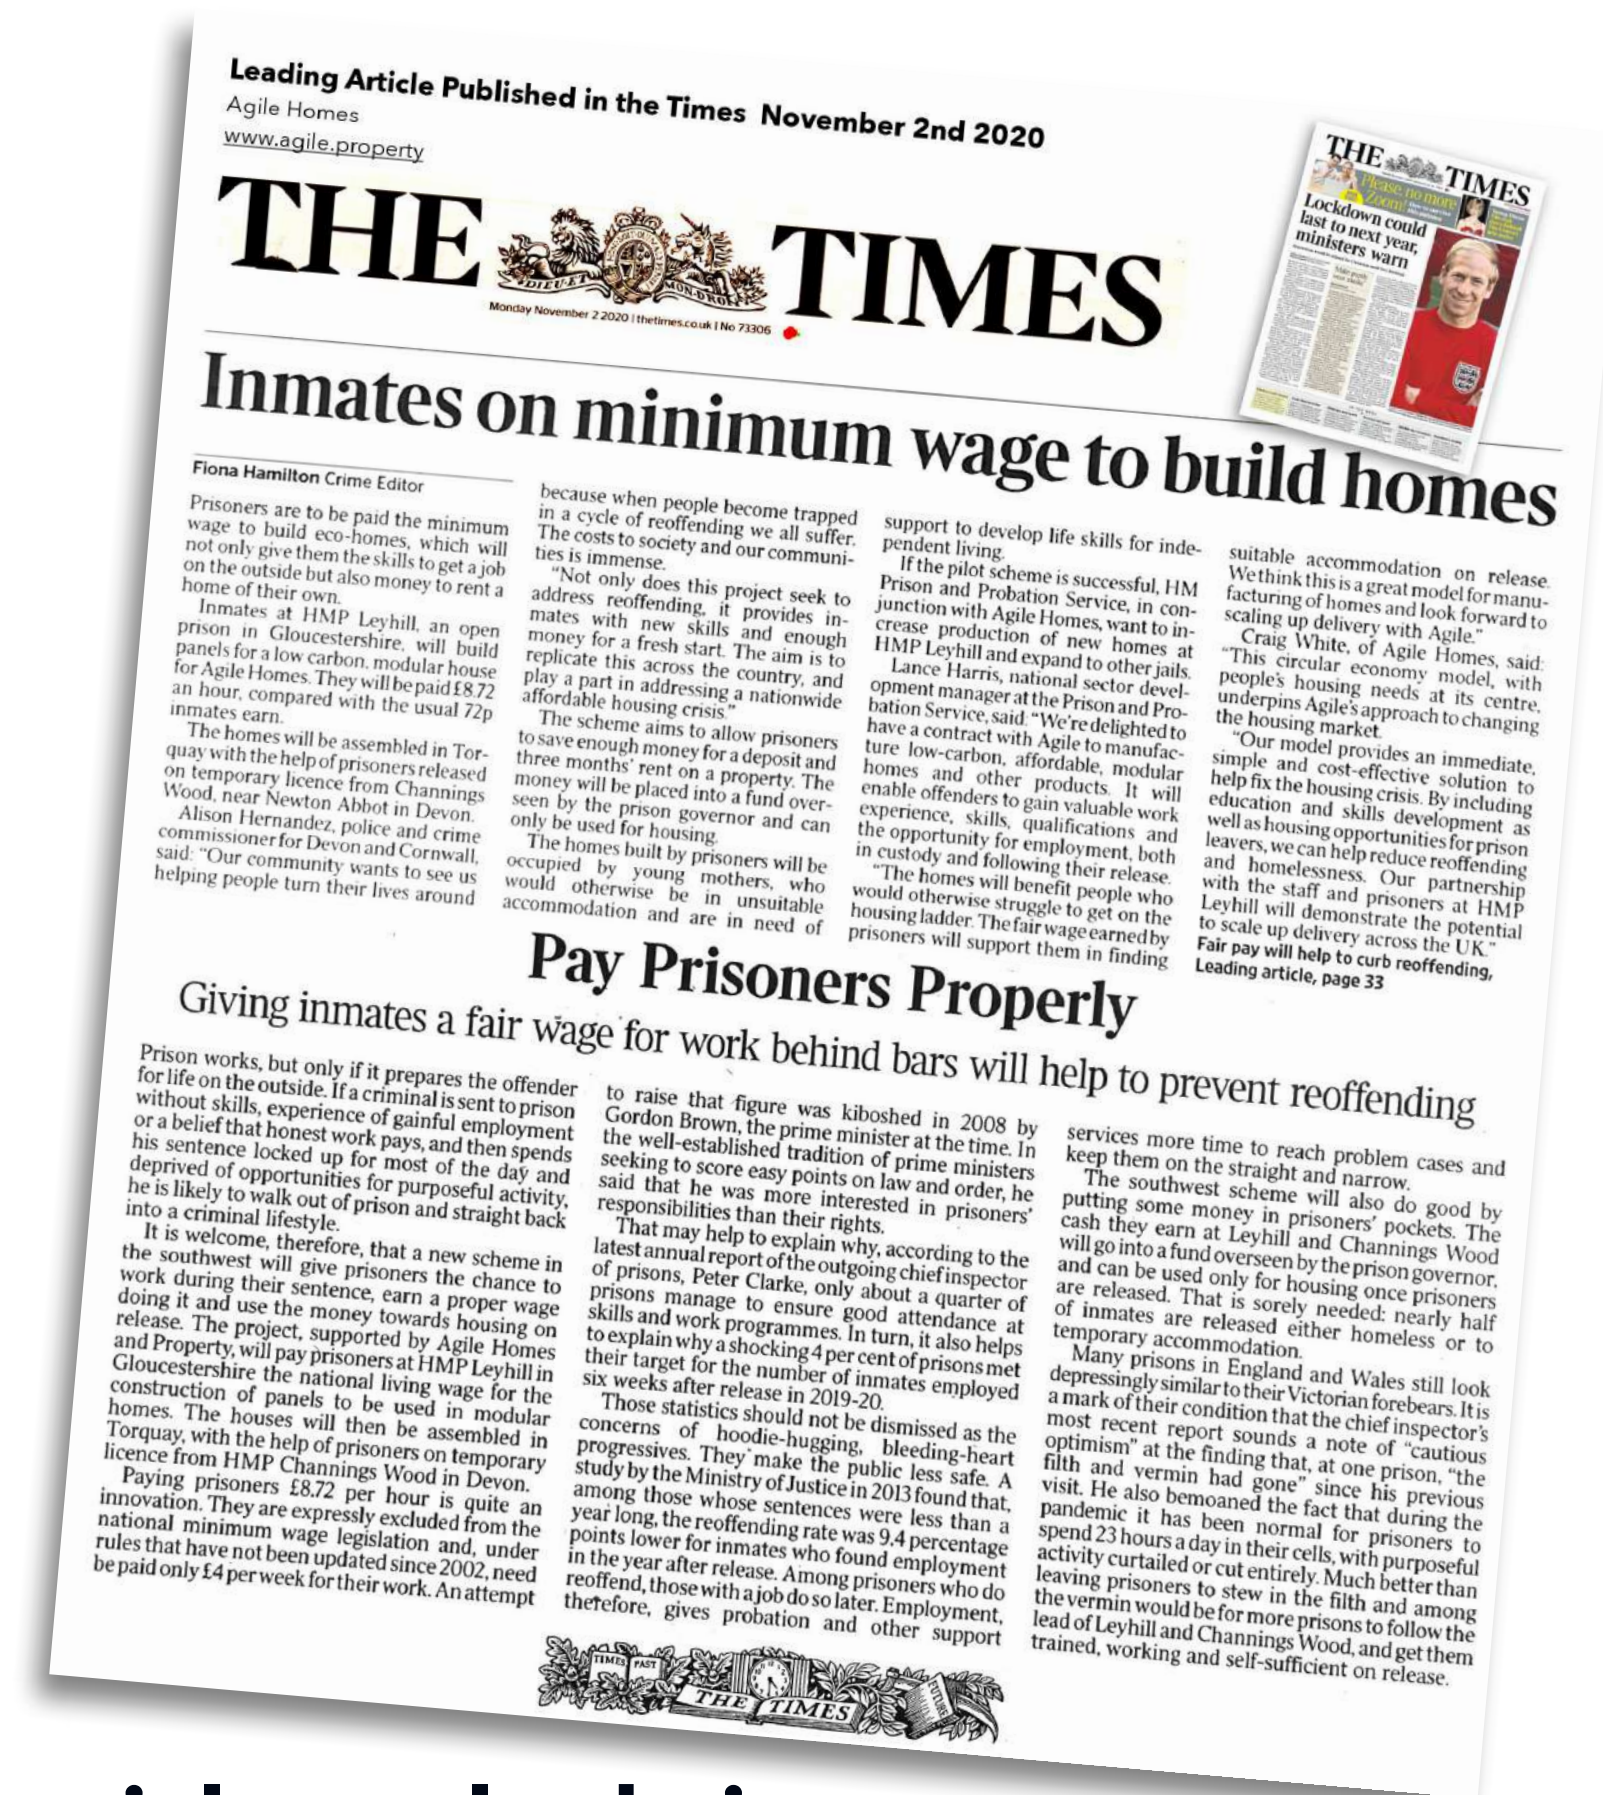 Leading Article Published in the Times November 2nd 2020
Agile Homes
www.agile.property
THE TIMES
DIEU·ET MON·DROIT
Monday November 2 2020 | thetimes.co.uk | No 73306
THE TIMES
Please, no more
Zoom!
Lockdown could
last to next year,
ministers warn
Inmates on minimum wage to build homes
Fiona Hamilton Crime Editor
Prisoners are to be paid the minimum
wage to build eco-homes, which will
not only give them the skills to get a job
on the outside but also money to rent a
home of their own.
Inmates at HMP Leyhill, an open
prison in Gloucestershire, will build
panels for a low carbon, modular house
for Agile Homes. They will be paid £8.72
an hour, compared with the usual 72p
inmates earn.
The homes will be assembled in Tor-
quay with the help of prisoners released
on temporary licence from Channings
Wood, near Newton Abbot in Devon.
Alison Hernandez, police and crime
commissioner for Devon and Cornwall,
said: “Our community wants to see us
helping people turn their lives around
because when people become trapped
in a cycle of reoffending we all suffer.
The costs to society and our communi-
ties is immense.
“Not only does this project seek to
address reoffending, it provides in-
mates with new skills and enough
money for a fresh start. The aim is to
replicate this across the country, and
play a part in addressing a nationwide
affordable housing crisis.”
The scheme aims to allow prisoners
to save enough money for a deposit and
three months’ rent on a property. The
money will be placed into a fund over-
seen by the prison governor and can
only be used for housing.
The homes built by prisoners will be
occupied by young mothers, who
would otherwise be in unsuitable
accommodation and are in need of
support to develop life skills for inde-
pendent living.
If the pilot scheme is successful, HM
Prison and Probation Service, in con-
junction with Agile Homes, want to in-
crease production of new homes at
HMP Leyhill and expand to other jails.
Lance Harris, national sector devel-
opment manager at the Prison and Pro-
bation Service, said: “We’re delighted to
have a contract with Agile to manufac-
ture low-carbon, affordable, modular
homes and other products. It will
enable offenders to gain valuable work
experience, skills, qualifications and
the opportunity for employment, both
in custody and following their release.
“The homes will benefit people who
would otherwise struggle to get on the
housing ladder. The fair wage earned by
prisoners will support them in finding
suitable accommodation on release.
We think this is a great model for manu-
facturing of homes and look forward to
scaling up delivery with Agile.”
Craig White, of Agile Homes, said:
“This circular economy model, with
people’s housing needs at its centre,
underpins Agile’s approach to changing
the housing market.
“Our model provides an immediate,
simple and cost-effective solution to
help fix the housing crisis. By including
education and skills development as
well as housing opportunities for prison
leavers, we can help reduce reoffending
and homelessness. Our partnership
with the staff and prisoners at HMP
Leyhill will demonstrate the potential
to scale up delivery across the UK.”
Fair pay will help to curb reoffending,
Leading article, page 33
Pay Prisoners Properly
Giving inmates a fair wage for work behind bars will help to prevent reoffending
Prison works, but only if it prepares the offender
for life on the outside. If a criminal is sent to prison
without skills, experience of gainful employment
or a belief that honest work pays, and then spends
his sentence locked up for most of the day and
deprived of opportunities for purposeful activity,
he is likely to walk out of prison and straight back
into a criminal lifestyle.
It is welcome, therefore, that a new scheme in
the southwest will give prisoners the chance to
work during their sentence, earn a proper wage
doing it and use the money towards housing on
release. The project, supported by Agile Homes
and Property, will pay prisoners at HMP Leyhill in
Gloucestershire the national living wage for the
construction of panels to be used in modular
homes. The houses will then be assembled in
Torquay, with the help of prisoners on temporary
licence from HMP Channings Wood in Devon.
Paying prisoners £8.72 per hour is quite an
innovation. They are expressly excluded from the
national minimum wage legislation and, under
rules that have not been updated since 2002, need
be paid only £4 per week for their work. An attempt
to raise that figure was kiboshed in 2008 by
Gordon Brown, the prime minister at the time. In
the well-established tradition of prime ministers
seeking to score easy points on law and order, he
said that he was more interested in prisoners’
responsibilities than their rights.
That may help to explain why, according to the
latest annual report of the outgoing chief inspector
of prisons, Peter Clarke, only about a quarter of
prisons manage to ensure good attendance at
skills and work programmes. In turn, it also helps
to explain why a shocking 4 per cent of prisons met
their target for the number of inmates employed
six weeks after release in 2019-20.
Those statistics should not be dismissed as the
concerns of hoodie-hugging, bleeding-heart
progressives. They make the public less safe. A
study by the Ministry of Justice in 2013 found that,
among those whose sentences were less than a
year long, the reoffending rate was 9.4 percentage
points lower for inmates who found employment
in the year after release. Among prisoners who do
reoffend, those with a job do so later. Employment,
therefore, gives probation and other support
services more time to reach problem cases and
keep them on the straight and narrow.
The southwest scheme will also do good by
putting some money in prisoners’ pockets. The
cash they earn at Leyhill and Channings Wood
will go into a fund overseen by the prison governor,
and can be used only for housing once prisoners
are released. That is sorely needed: nearly half
of inmates are released either homeless or to
temporary accommodation.
Many prisons in England and Wales still look
depressingly similar to their Victorian forebears. It is
a mark of their condition that the chief inspector’s
most recent report sounds a note of “cautious
optimism” at the finding that, at one prison, “the
filth and vermin had gone” since his previous
visit. He also bemoaned the fact that during the
pandemic it has been normal for prisoners to
spend 23 hours a day in their cells, with purposeful
activity curtailed or cut entirely. Much better than
leaving prisoners to stew in the filth and among
the vermin would be for more prisons to follow the
lead of Leyhill and Channings Wood, and get them
trained, working and self-sufficient on release.
TIMES PAST
THE TIMES
FUTURE